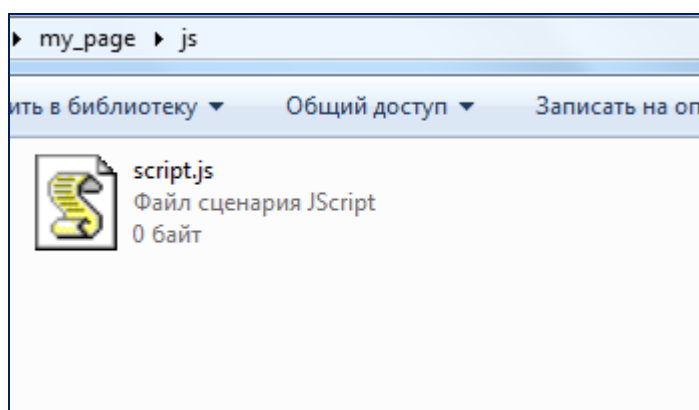 my_page js
ить в библиотеку Общий доступ Записать на оп
script.js
Файл сценария JScript
0 байт